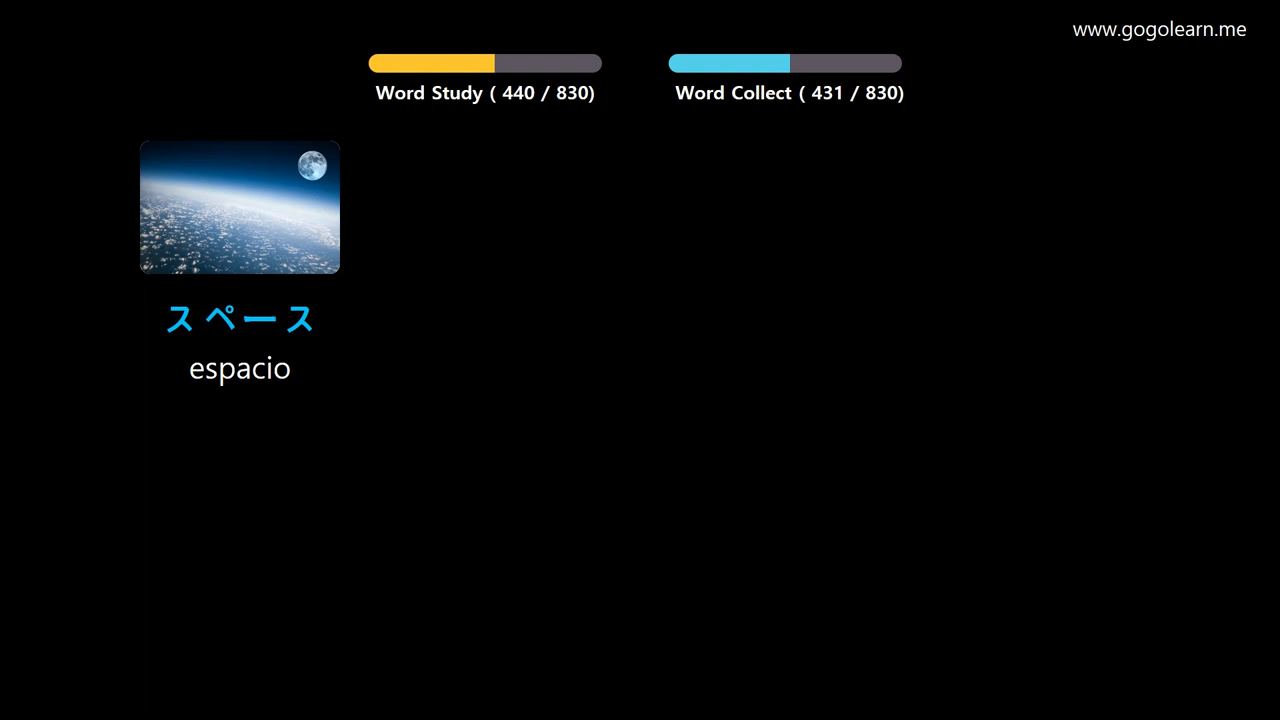 www.gogolearn.me
Word Study ( 440 / 830)
Word Collect ( 431 / 830)
スペース
espacio